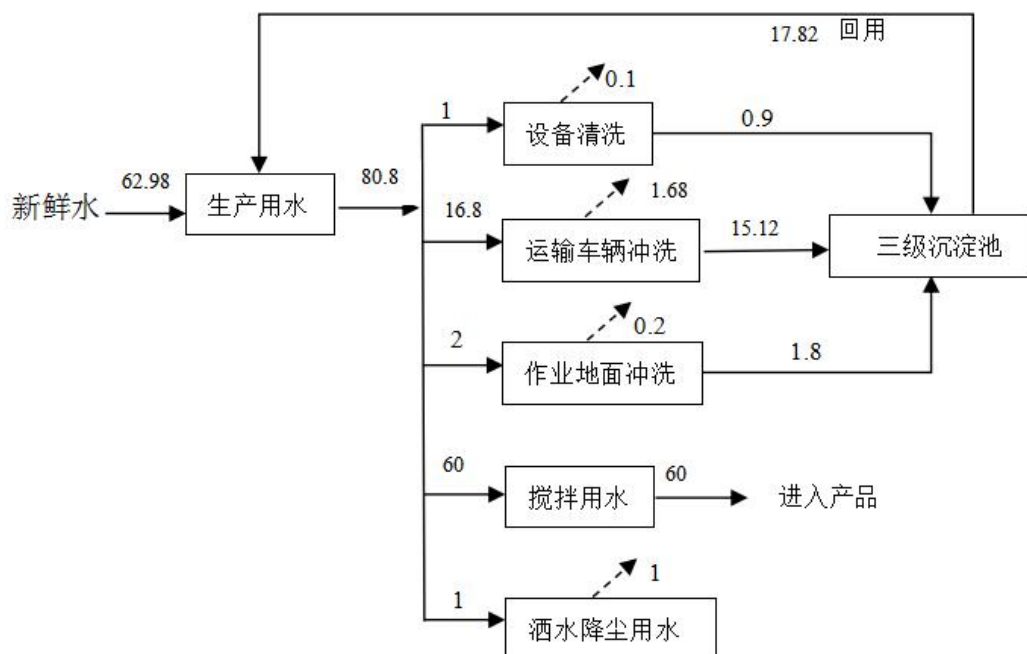 17.82 回用
0.1
1
设备清洗
0.9
62.98
80.8
新鲜水
生产用水
1.68
16.8
运输车辆冲洗
15.12
三级沉淀池
0.2
2
作业地面冲洗
1.8
60
搅拌用水
60
进入产品
1
1
洒水降尘用水